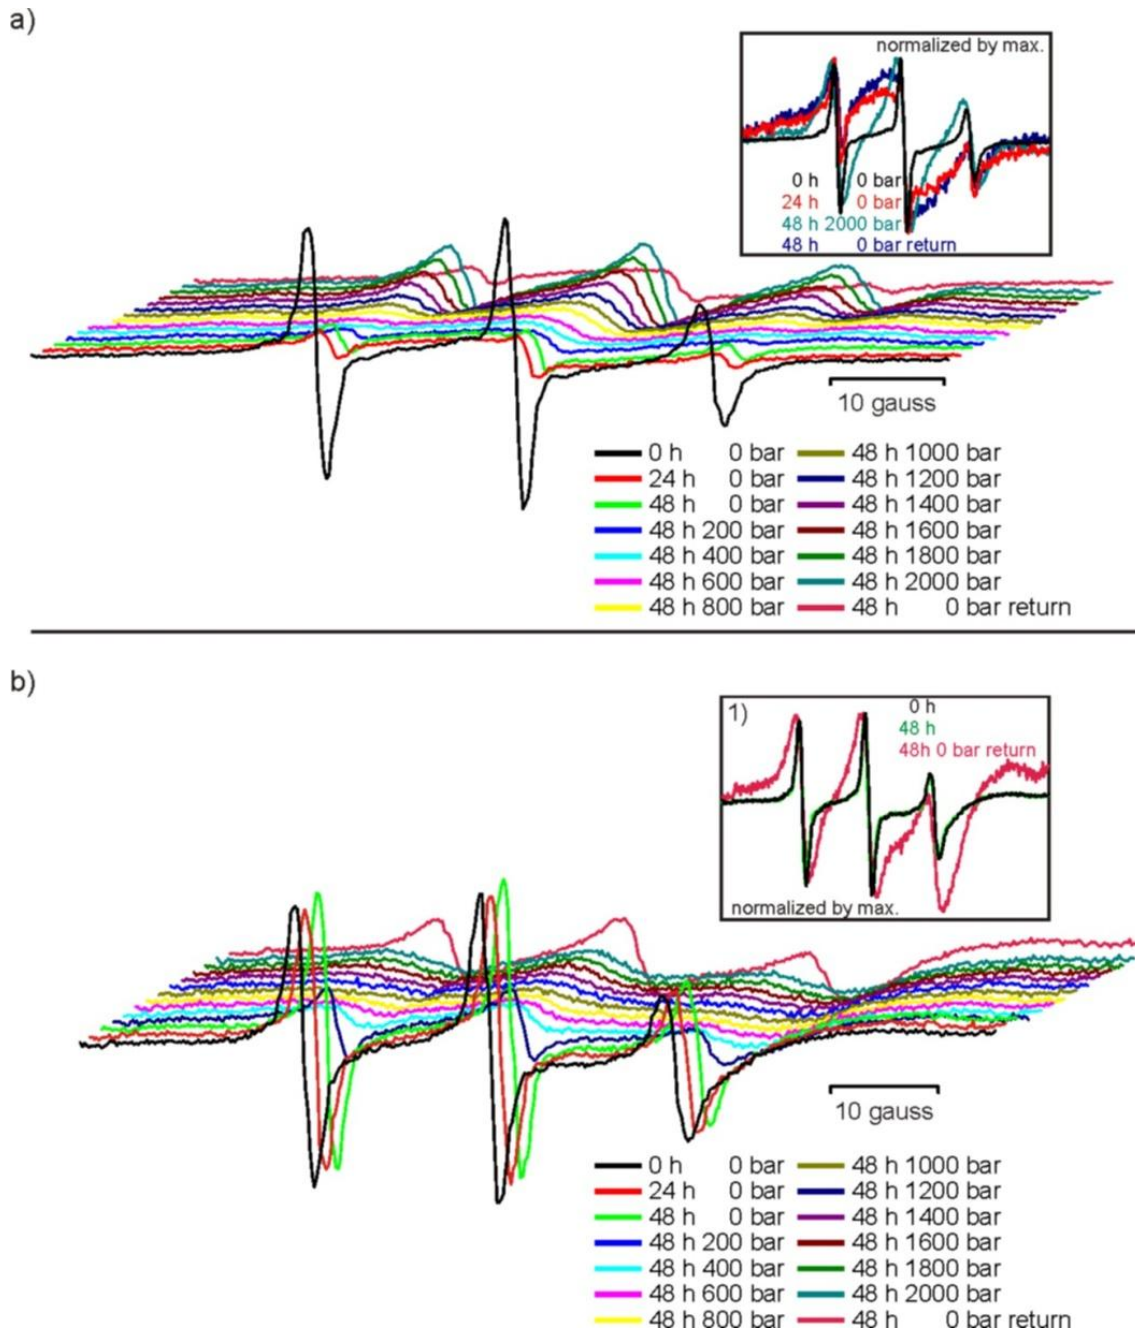 a)
normalized by max.
0 h 0 bar
24 h 0 bar
48 h 2000 bar
48 h 0 bar return
10 gauss
0 h 0 bar
24 h 0 bar
48 h 0 bar
48 h 200 bar
48 h 400 bar
48 h 600 bar
48 h 800 bar
48 h 1000 bar
48 h 1200 bar
48 h 1400 bar
48 h 1600 bar
48 h 1800 bar
48 h 2000 bar
48 h 0 bar return
b)
1)
0 h
48 h
48h 0 bar return
normalized by max.
10 gauss
0 h 0 bar
24 h 0 bar
48 h 0 bar
48 h 200 bar
48 h 400 bar
48 h 600 bar
48 h 800 bar
48 h 1000 bar
48 h 1200 bar
48 h 1400 bar
48 h 1600 bar
48 h 1800 bar
48 h 2000 bar
48 h 0 bar return